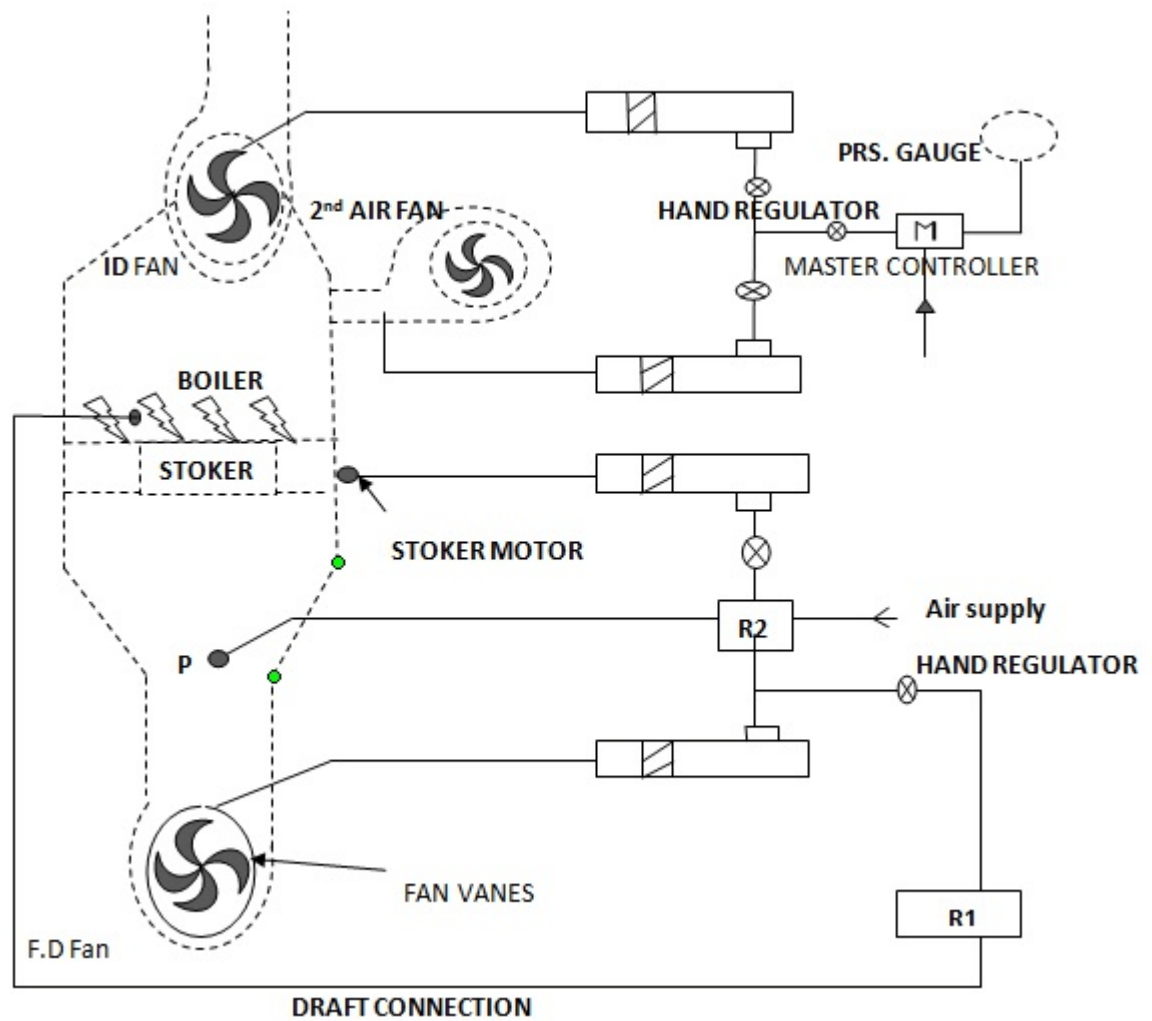 PRS. GAUGE
2nd AIR FAN
HAND REGULATOR
M
ID FAN
MASTER CONTROLLER
BOILER
STOKER
STOKER MOTOR
Air supply
R2
P
HAND REGULATOR
FAN VANES
R1
F.D Fan
DRAFT CONNECTION